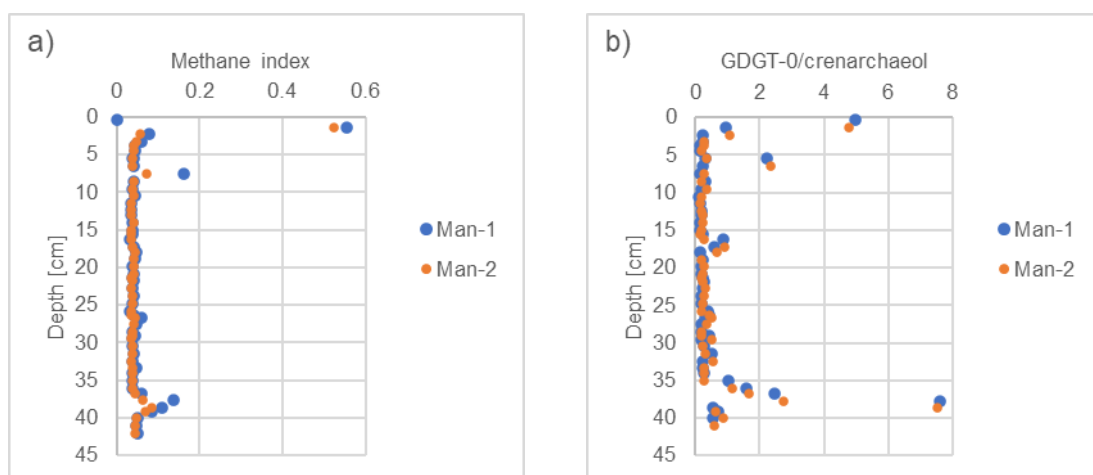 a)
Methane index
0 0.2 0.4 0.6
0
5
10
15
20
25
30
35
40
45
Depth [cm]
Man-1
Man-2
b)
GDGT-0/crenarchaeol
0 2 4 6 8
0
5
10
15
20
25
30
35
40
45
Depth [cm]
Man-1
Man-2